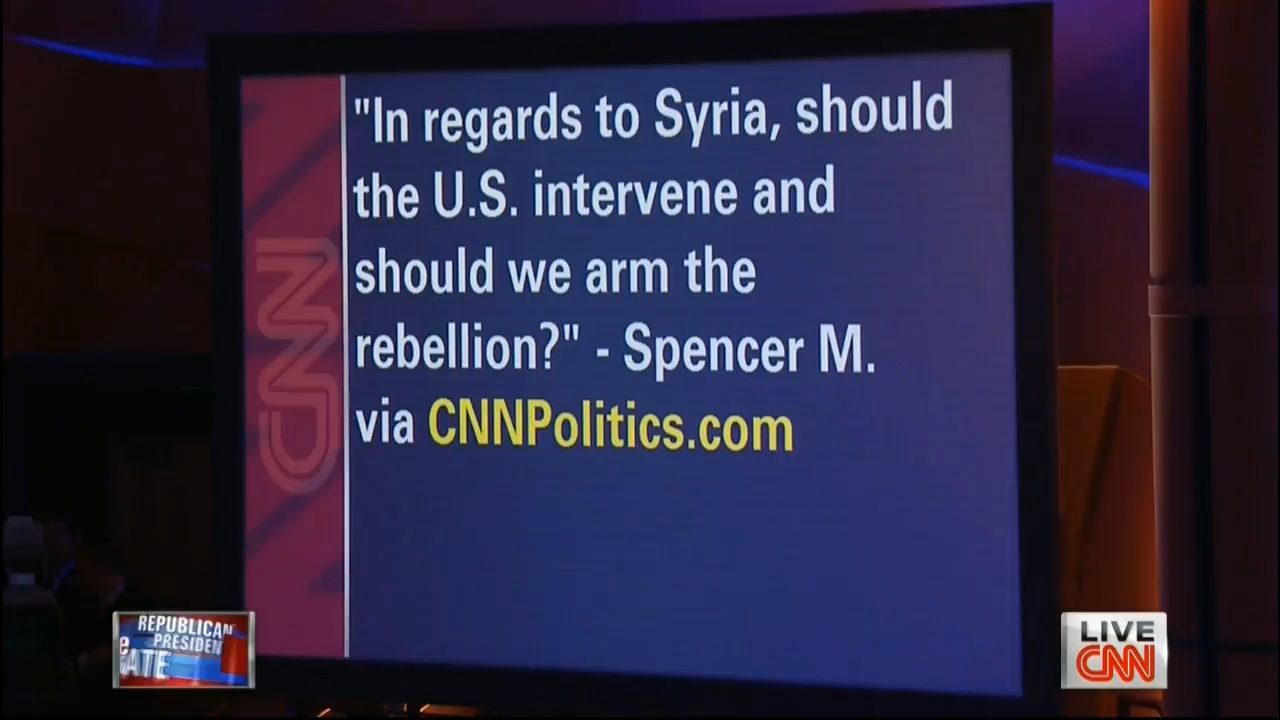 "In regards to Syria, should
the U.S. intervene and
should we arm the
rebellion?" - Spencer M.
via CNNPolitics.com
CNN
REPUBLICAN
PRESIDEN
E
BATE
LIVE
CNN